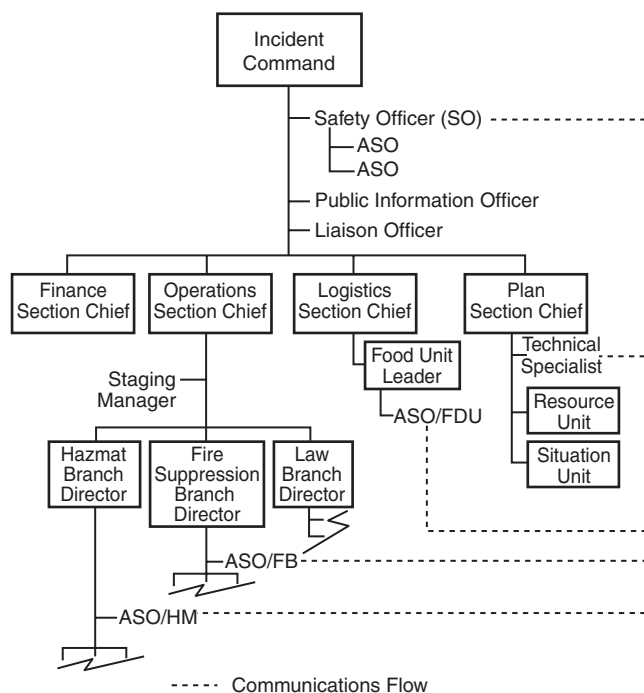 Incident
Command
Safety Officer (SO)
ASO
ASO
Public Information Officer
Liaison Officer
Finance
Section Chief
Operations
Section Chief
Logistics
Section Chief
Plan
Section Chief
Technical
Specialist
Food Unit
Leader
Staging
Manager
ASO/FDU
Resource
Unit
Hazmat
Branch
Director
Fire
Suppression
Branch
Director
Law
Branch
Director
Situation
Unit
ASO/FB
ASO/HM
Communications Flow